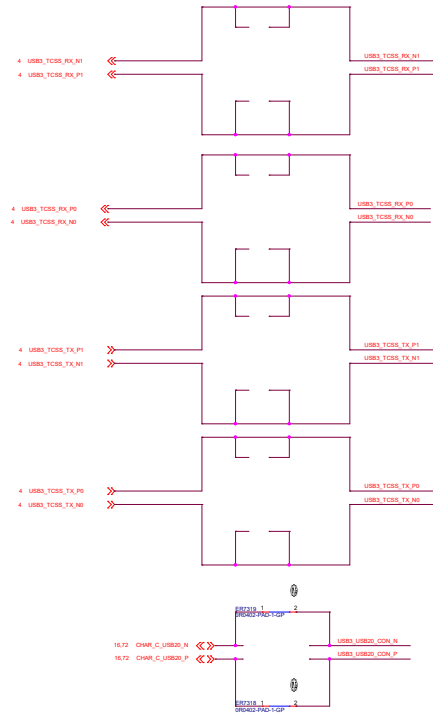 4 USB3_TCSS_RX_N1 USB3_TCSS_RX_N1
4 USB3_TCSS_RX_P1 USB3_TCSS_RX_P1
4 USB3_TCSS_RX_P0 USB3_TCSS_RX_P0
4 USB3_TCSS_RX_N0 USB3_TCSS_RX_N0
4 USB3_TCSS_TX_P1 USB3_TCSS_TX_P1
4 USB3_TCSS_TX_N1 USB3_TCSS_TX_N1
4 USB3_TCSS_TX_P0 USB3_TCSS_TX_P0
4 USB3_TCSS_TX_N0 USB3_TCSS_TX_N0
ER7319 1 2
0R0402-PAD-1-GP
16,72 CHAR_C_USB20_N USB3_USB20_CON_N
16,72 CHAR_C_USB20_P USB3_USB20_CON_P
ER7318 1 2
0R0402-PAD-1-GP